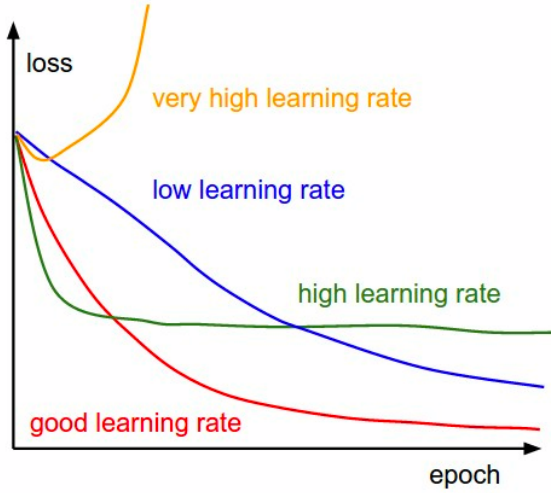 loss
very high learning rate
low learning rate
high learning rate
good learning rate
epoch